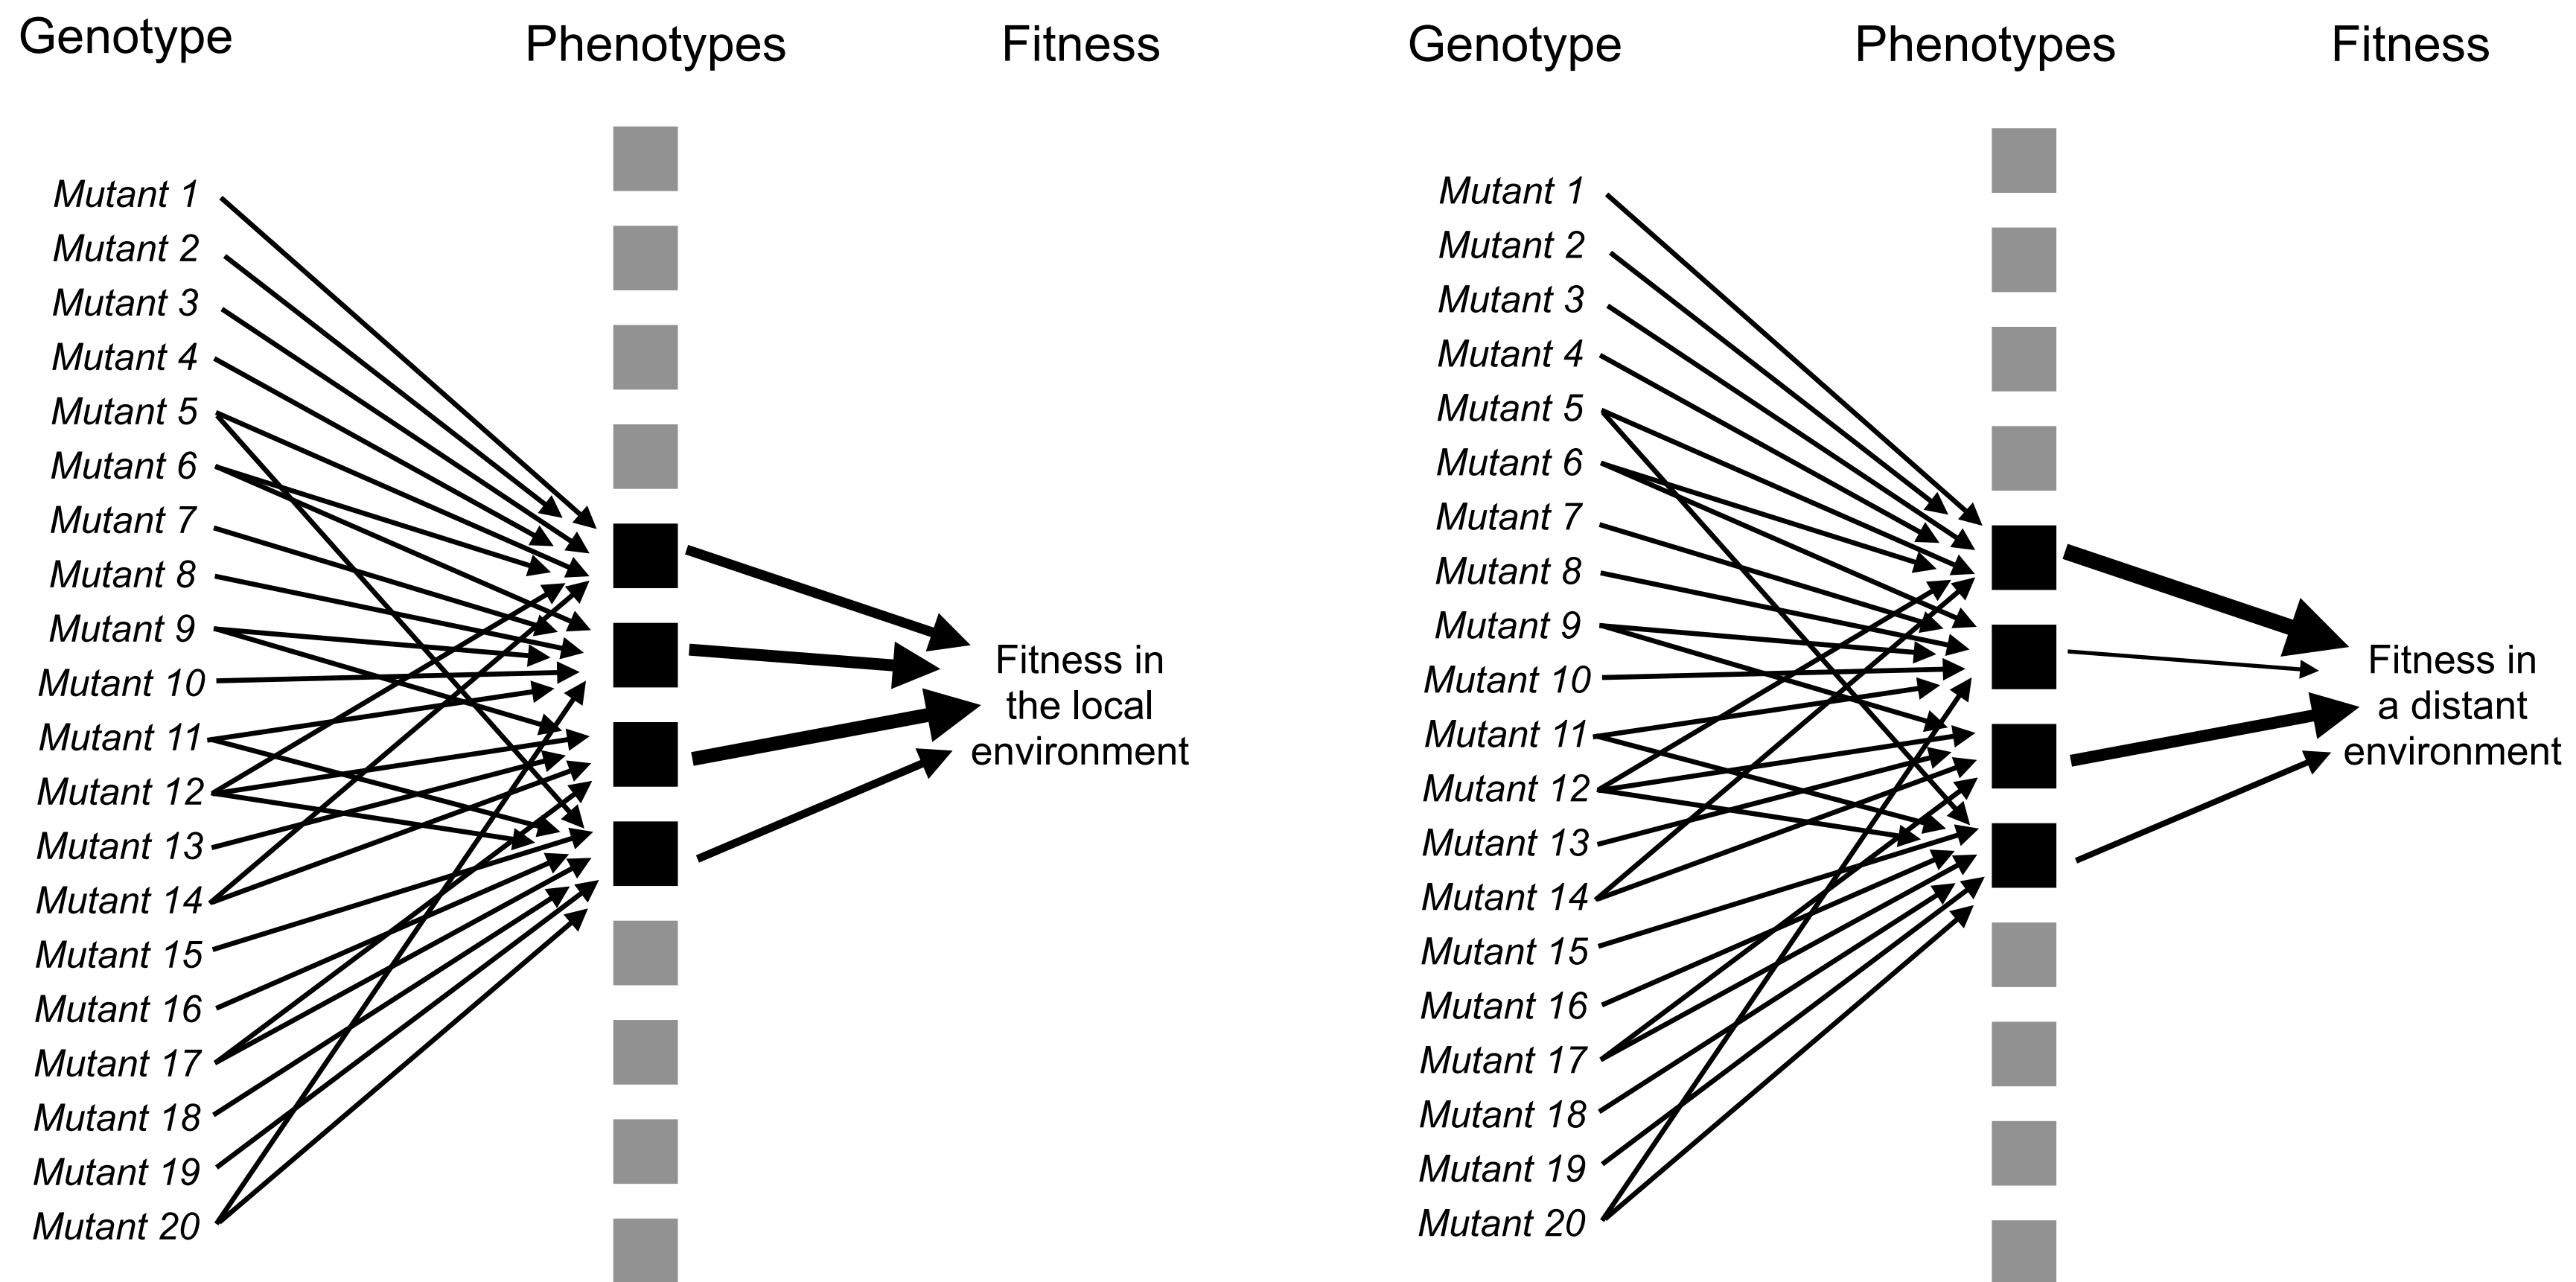 Genotype
Phenotypes
Fitness
Mutant 1
Mutant 2
Mutant 3
Mutant 4
Mutant 5
Mutant 6
Mutant 7
Mutant 8
Mutant 9
Mutant 10
Mutant 11
Mutant 12
Mutant 13
Mutant 14
Mutant 15
Mutant 16
Mutant 17
Mutant 18
Mutant 19
Mutant 20
Fitness in
the local
environment
Genotype
Phenotypes
Fitness
Mutant 1
Mutant 2
Mutant 3
Mutant 4
Mutant 5
Mutant 6
Mutant 7
Mutant 8
Mutant 9
Mutant 10
Mutant 11
Mutant 12
Mutant 13
Mutant 14
Mutant 15
Mutant 16
Mutant 17
Mutant 18
Mutant 19
Mutant 20
Fitness in
a distant
environment